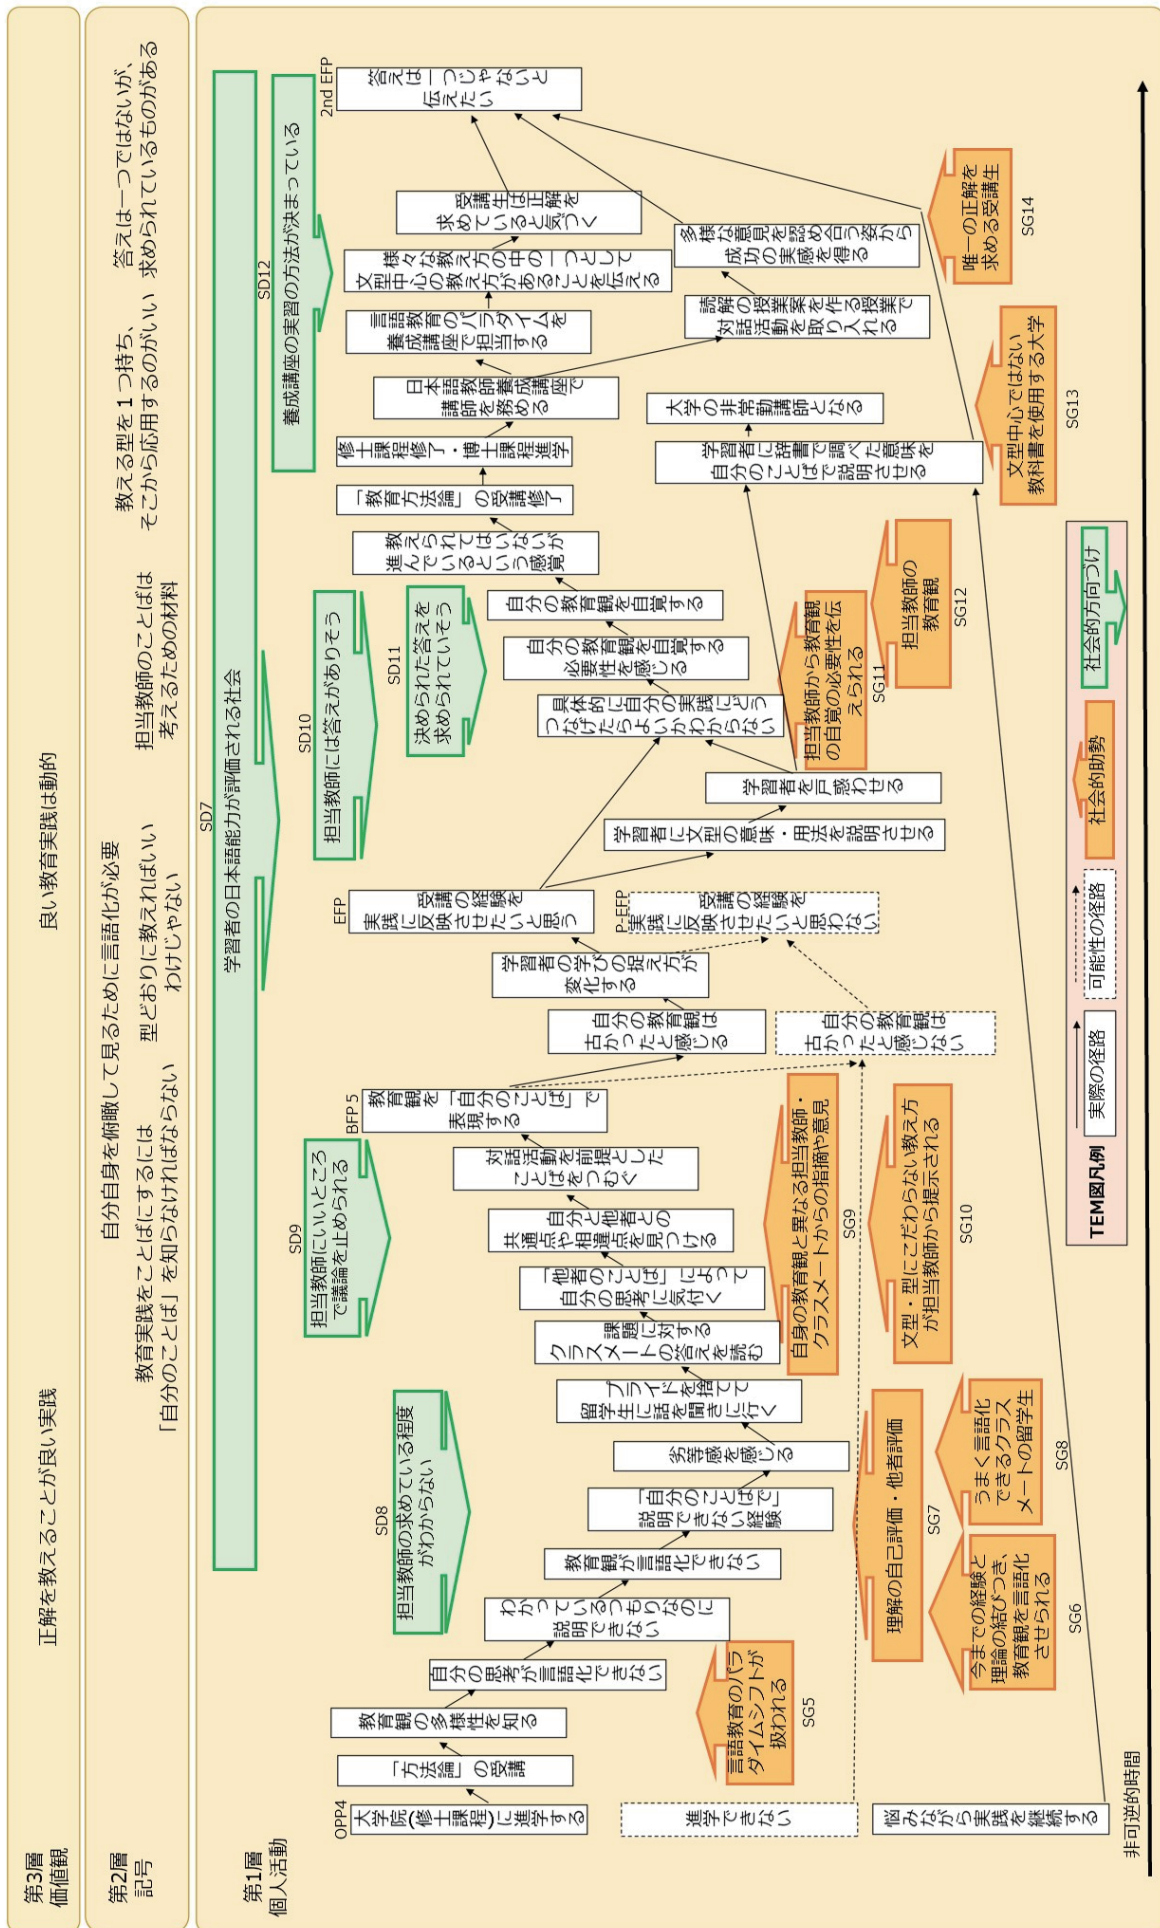 第3層
価値観
正解を教えることが良い実践
良い教育実践は動的
第2層
記号
教育実践をことばにするには
「自分のことば」を知らなければならない
自分自身を俯瞰して見るために言語化が必要
型どおりに教えればいい
わけじゃない
担当教師のことばは
考えるための材料
教える型を１つ持ち、
そこから応用するのがいい
答えは一つではないが、
求められているものがある
第1層
個人活動
SD7
学習者の日本語能力が評価される社会
SD8
担当教師の求めている程度
がわからない
SD9
担当教師にいいところ
で議論を止められる
SD10
担当教師には答えがありそう
SD11
決められた答えを
求められていそう
SD12
養成講座の実習の方法が決まっている
OPP4
大学院(修士課程)に進学する
「方法論」の受講
教育観の多様性を知る
自分の思考が言語化できない
わかっているつもりなのに
説明できない
教育観が言語化できない
「自分のことばで」
説明できない経験
劣等感を感じる
プライドを捨てて
留学生に話を聞きに行く
課題に対する
クラスメートの答えを読む
「他者のことば」によって
自分の思考に気付く
自分と他者との
共通点や相違点を見つける
対話活動を前提とした
ことばをつむぐ
BFP 5
教育観を「自分のことば」で
表現する
自分の教育観は
古かったと感じる
学習者の学びの捉え方が
変化する
EFP
受講の経験を
実践に反映させたいと思う
P-EFP
受講の経験を
実践に反映させたいと思わない
自分の教育観は
古かったと感じない
学習者に文型の意味・用法を説明させる
学習者を戸惑わせる
具体的に自分の実践にどう
つなげたらよいかわからない
自分の教育観を自覚する
必要性を感じる
自分の教育観を自覚する
教えられてはいないが
進んでいるという感覚
「教育方法論」の受講修了
修士課程修了・博士課程進学
日本語教師養成講座で
講師を務める
言語教育のパラダイムを
養成講座で担当する
様々な教え方の中の一つとして
文型中心の教え方があることを伝える
受講生は正解を
求めていると気づく
2nd EFP
答えは一つじゃないと
伝えたい
学習者に辞書で調べた意味を
自分のことばで説明させる
大学の非常勤講師となる
読解の授業案を作る授業で
対話活動を取り入れる
多様な意見を認め合う姿から
成功の実感を得る
進学できない
悩みながら実践を継続する
言語教育のパラ
ダイムシフトが
扱われる
SG5
今までの経験と
理論の結びつき、
教育観を言語化
させられる
SG6
理解の自己評価・他者評価
SG7
うまく言語化
できるクラス
メートの留学生
SG8
自身の教育観と異なる担当教師・
クラスメートからの指摘や意見
SG9
文型・型にこだわらない教え方
が担当教師から提示される
SG10
担当教師から教育観
の自覚の必要性を伝
えられる
SG11
担当教師の
教育観
SG12
文型中心ではない
教科書を使用する大学
SG13
唯一の正解を
求める受講生
SG14
TEM図凡例
実際の径路
可能性の径路
社会的助勢
社会的方向づけ
非可逆的時間